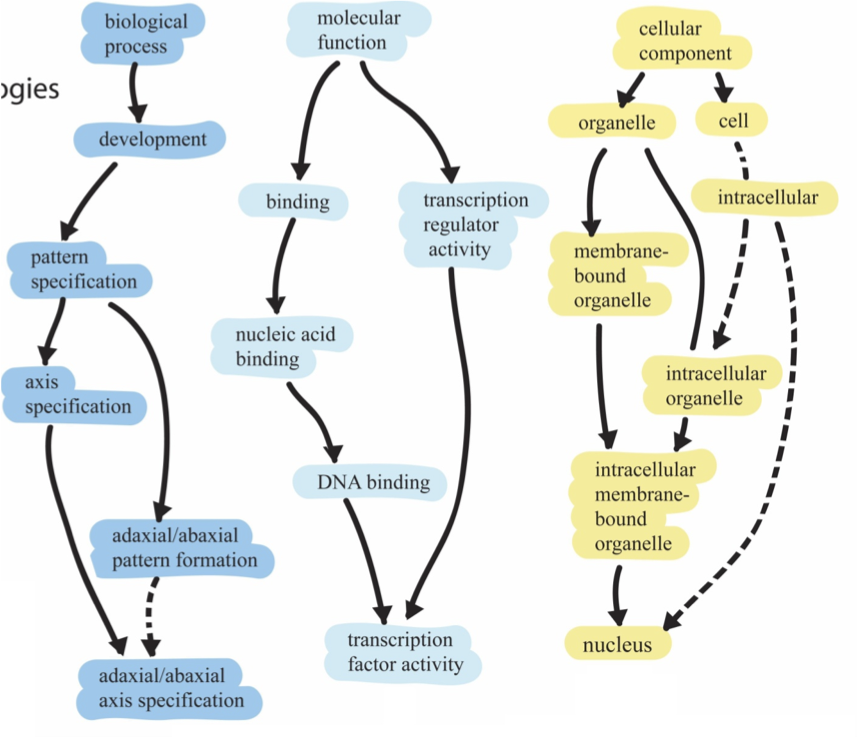 biological
process
molecular
function
cellular
component
development
organelle
cell
binding
transcription
regulator
activity
intracellular
pattern
specification
membrane-
bound
organelle
nucleic acid
binding
axis
specification
intracellular
organelle
DNA binding
intracellular
membrane-
bound
organelle
adaxial/abaxial
pattern formation
transcription
factor activity
nucleus
adaxial/abaxial
axis specification